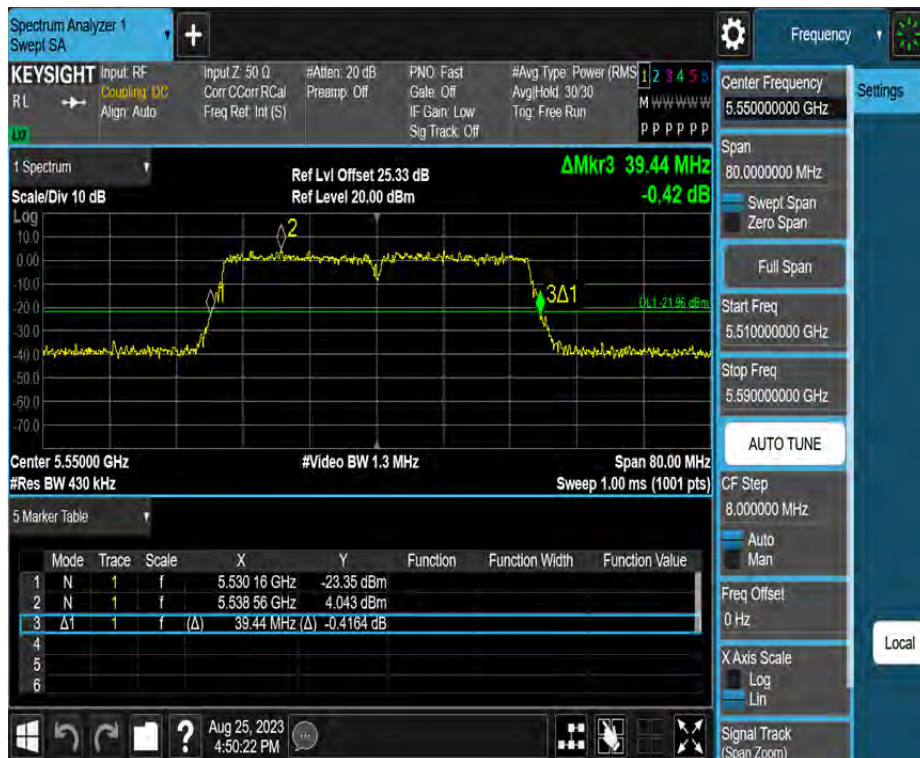 Spectrum Analyzer 1
Swept SA
+
Frequency
KEYSIGHT
RL
LXI
Input: RF
Coupling: DC
Align: Auto
Input Z: 50 Ω
Corr CCorr RCal
Freq Ref: Int (S)
#Atten: 20 dB
Preamp: Off
PNO: Fast
Gate: Off
IF Gain: Low
Sig Track: Off
#Avg Type: Power (RMS
Avg|Hold: 30/30
Trig: Free Run
1 2 3 4 5 6
M W W W W W
P P P P P P
1 Spectrum
Scale/Div 10 dB
Ref Lvl Offset 25.33 dB
Ref Level 20.00 dBm
ΔMkr3 39.44 MHz
-0.42 dB
Log
10.0
0.00
-10.0
-20.0
-30.0
-40.0
-50.0
-60.0
-70.0
2
1
3Δ1
DL1 -21.96 dBm
Center 5.55000 GHz
#Video BW 1.3 MHz
Span 80.00 MHz
#Res BW 430 kHz
Sweep 1.00 ms (1001 pts)
5 Marker Table
Mode Trace Scale X Y Function Function Width Function Value
1 N 1 f 5.530 16 GHz -23.35 dBm
2 N 1 f 5.538 56 GHz 4.043 dBm
3 Δ1 1 f (Δ) 39.44 MHz (Δ) -0.4164 dB
4
5
6
?
Aug 25, 2023
4:50:22 PM
Center Frequency
5.550000000 GHz
Settings
Span
80.0000000 MHz
Swept Span
Zero Span
Full Span
Start Freq
5.510000000 GHz
Stop Freq
5.590000000 GHz
AUTO TUNE
CF Step
8.000000 MHz
Auto
Man
Freq Offset
0 Hz
Local
X Axis Scale
Log
Lin
Signal Track
(Span Zoom)